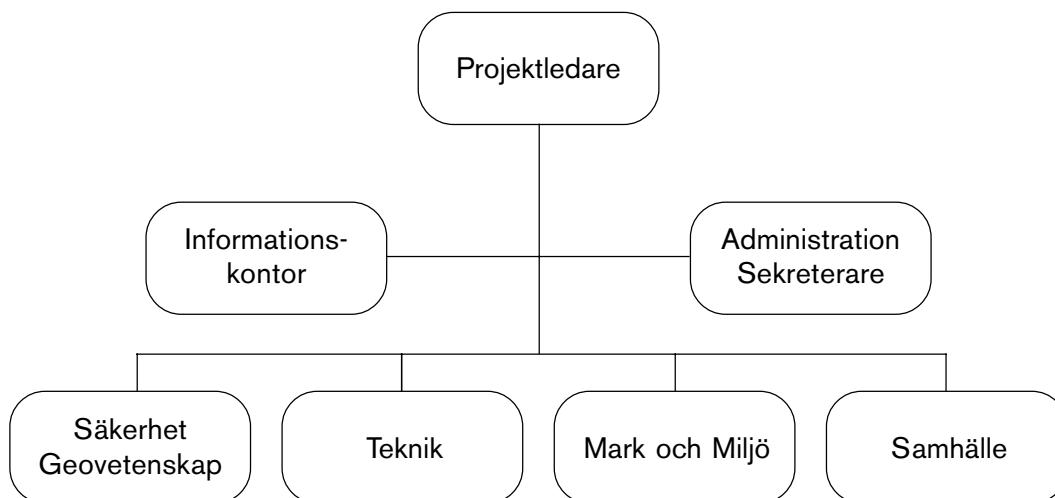 Projektledare
Informations-
kontor
Administration
Sekreterare
Säkerhet
Geovetenskap
Teknik
Mark och Miljö
Samhälle